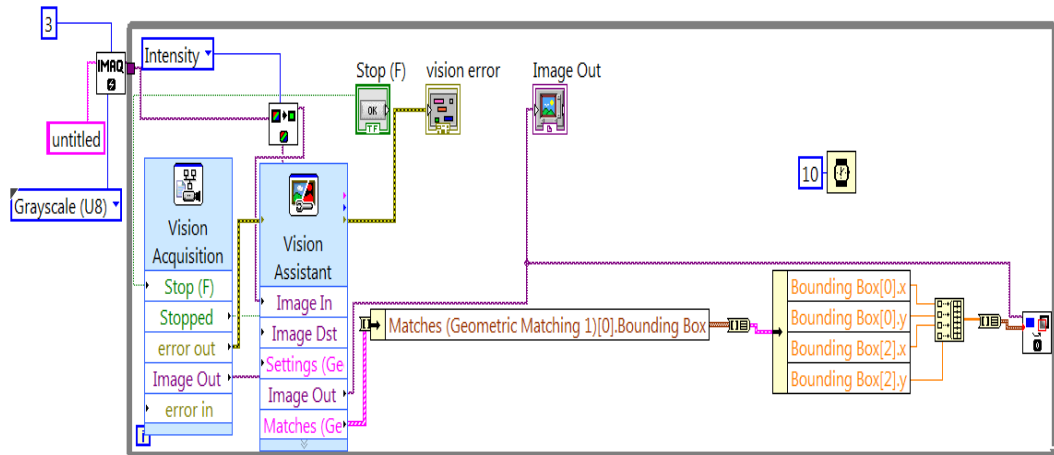 3
IMAQ
untitled
Grayscale (U8)
Intensity
Stop (F)
vision error
Image Out
OK
TF
10
Vision
Acquisition
Stop (F)
Stopped
error out
Image Out
error in
Vision
Assistant
Image In
Image Dst
Settings (Ge
Image Out
Matches (Ge
Matches (Geometric Matching 1)[0].Bounding Box
Bounding Box[0].x
Bounding Box[0].y
Bounding Box[2].x
Bounding Box[2].y
i